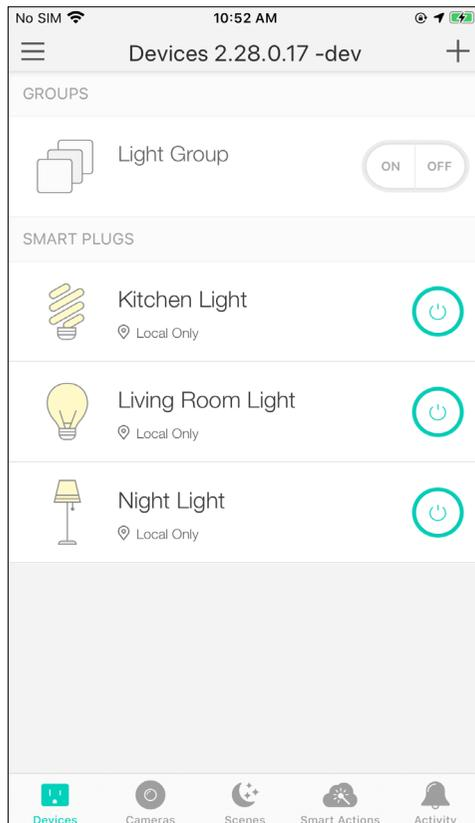 No SIM 10:52 AM
Devices 2.28.0.17 -dev
GROUPS
Light Group
ON OFF
SMART PLUGS
Kitchen Light
Local Only
Living Room Light
Local Only
Night Light
Local Only
Devices Cameras Scenes Smart Actions Activity